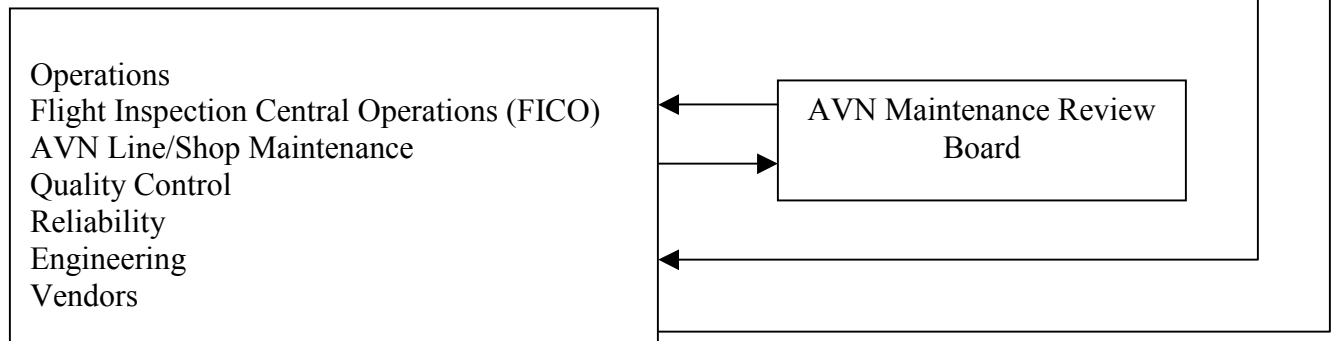 Operations
Flight Inspection Central Operations (FICO)
AVN Line/Shop Maintenance
Quality Control
Reliability
Engineering
Vendors
AVN Maintenance Review
Board